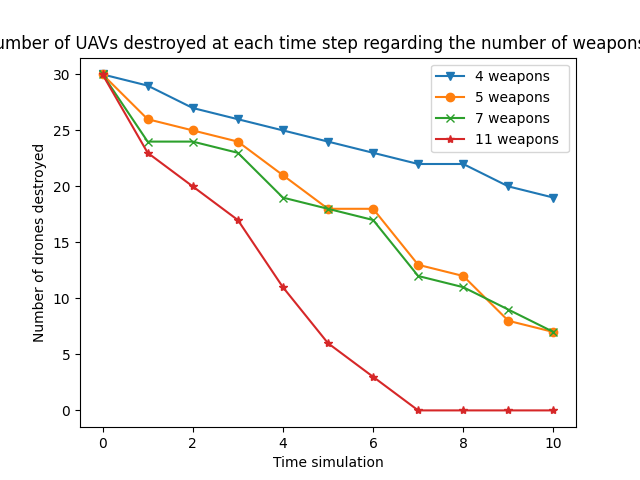 umber of UAVs destroyed at each time step regarding the number of weapons
4 weapons
5 weapons
7 weapons
11 weapons
Number of drones destroyed
30
25
20
15
10
5
0
0 2 4 6 8 10
Time simulation